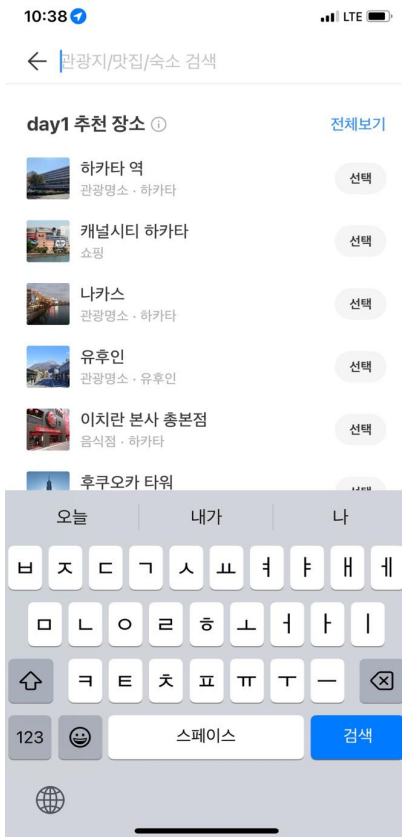 10:38
LTE
관광지/맛집/숙소 검색
day1 추천 장소
전체보기
하카타 역
관광명소 · 하카타
선택
캐널시티 하카타
쇼핑
선택
나카스
관광명소 · 하카타
선택
유후인
관광명소 · 유후인
선택
이치란 본사 총본점
음식점 · 하카타
선택
후쿠오카 타워
오늘 내가 나
ㅂ ㅈ ㄷ ㄱ ㅅ ㅛ ㅕ ㅑ ㅐ ㅔ
ㅁ ㄴ ㅇ ㄹ ㅎ ㅗ ㅓ ㅏ ㅣ
ㅋ ㅌ ㅊ ㅍ ㅠ ㅜ ㅡ
123 스페이스 검색